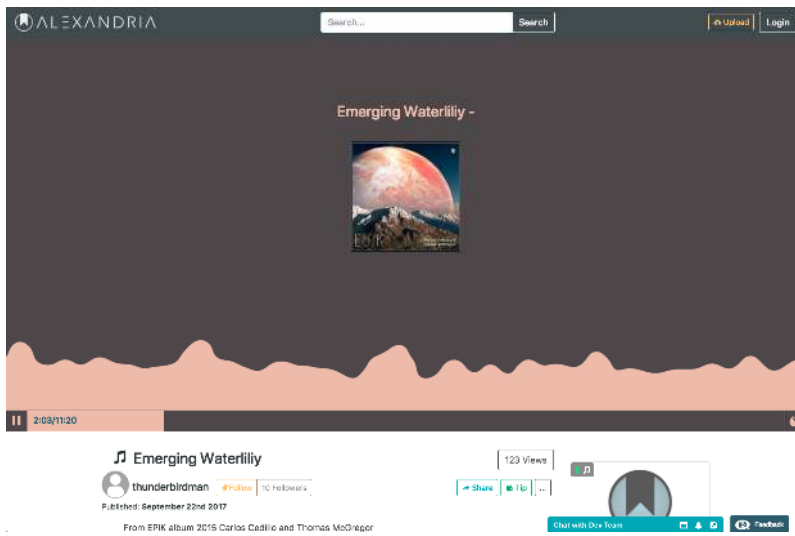 ALEXANDRIA
Search...
Search
Upload
Login
Emerging Waterliliy -
EPIK
2:03/11:20
Emerging Waterliliy
123 Views
thunderbirdman
Follow
10 Followers
Share
Tip
...
Published: September 22nd 2017
From EPIK album 2015 Carlos Cedillo and Thomas McGregor
Chat with Dev Team
Feedback